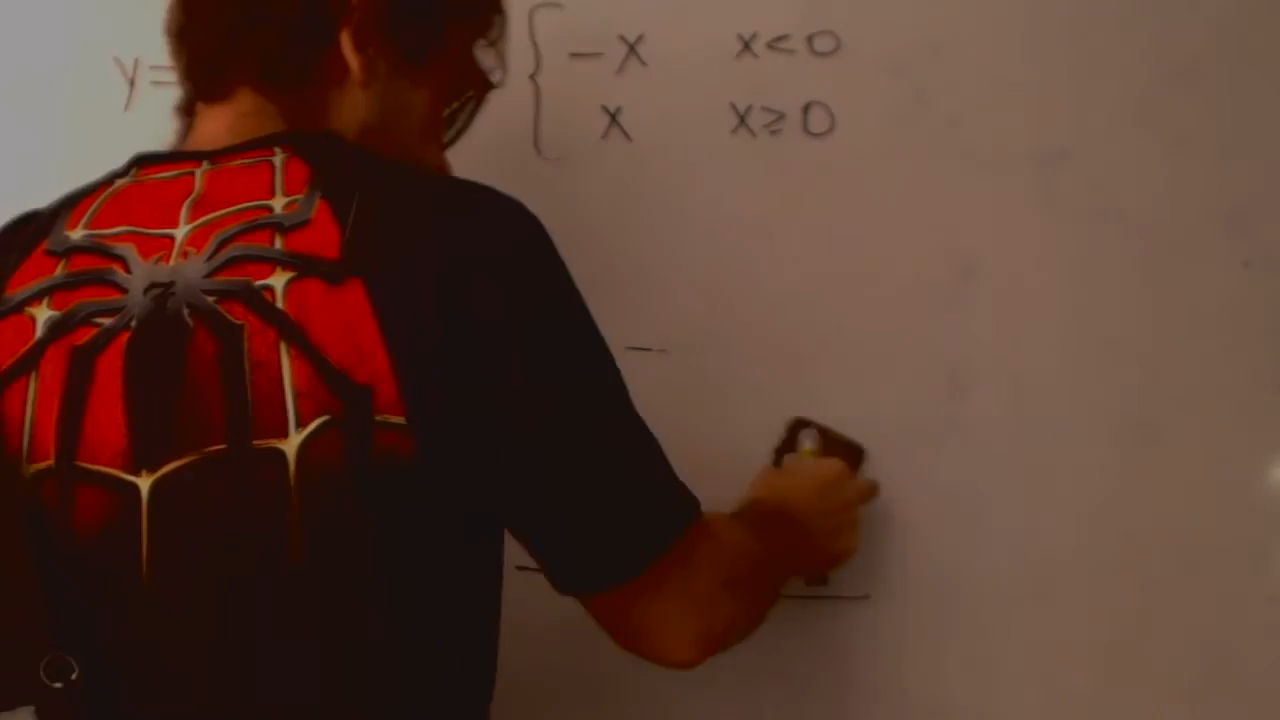 y= { -x x<0
x x≥0